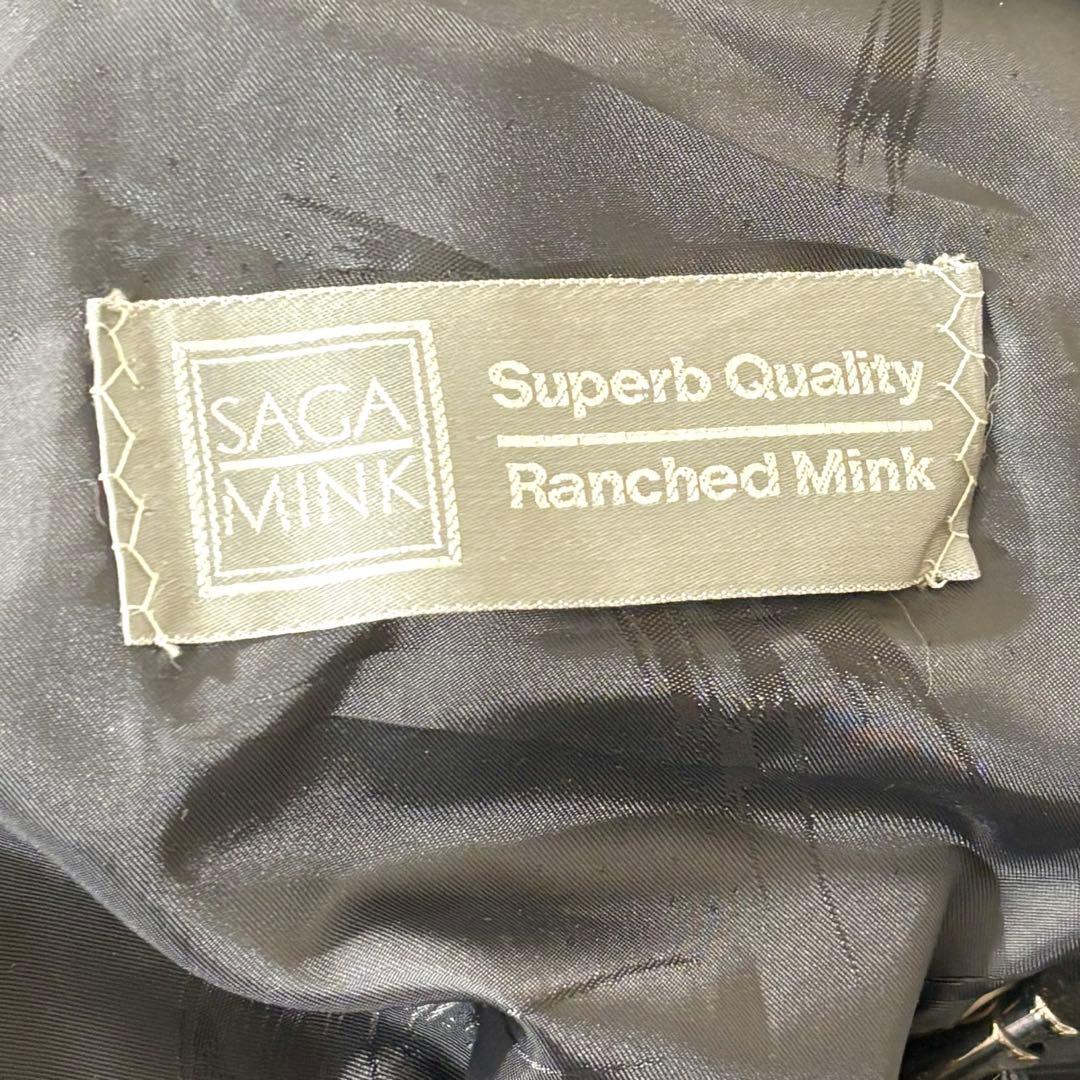 SAGA
MINK
Superb Quality
Ranched Mink